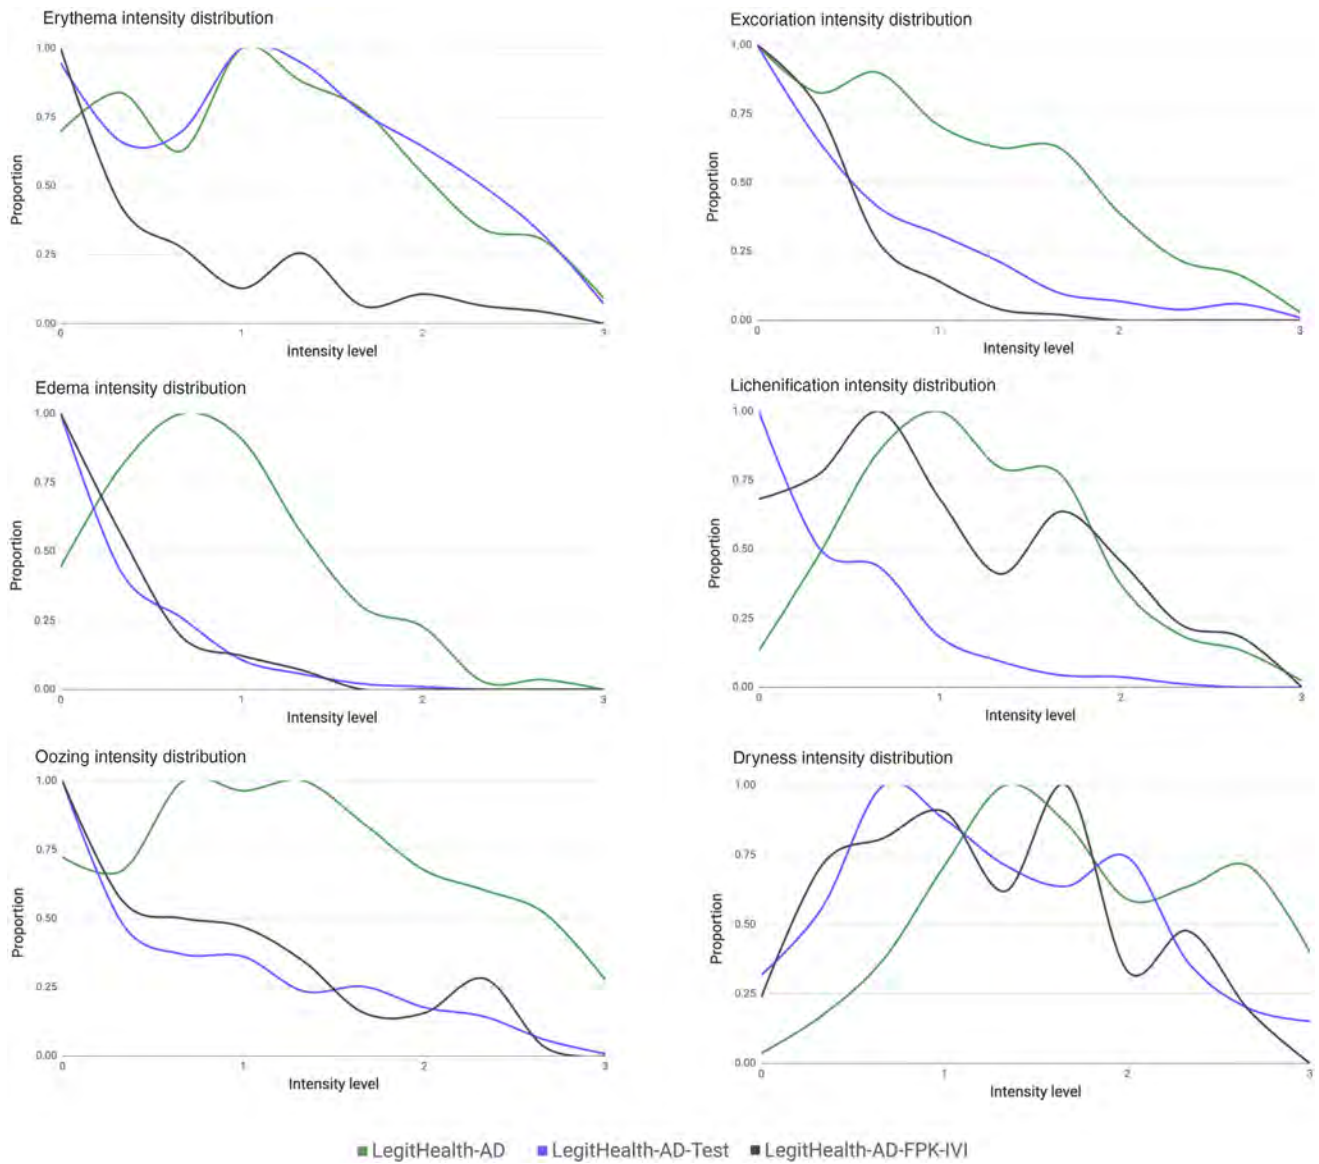 Erythema intensity distribution
1.00
0.75
0.50
0.25
0.00
Proportion
0
1
2
3
Intensity level
Excoriation intensity distribution
1.00
0.75
0.50
0.25
0.00
Proportion
0
1
2
3
Intensity level
Edema intensity distribution
1.00
0.75
0.50
0.25
0.00
Proportion
0
1
2
3
Intensity level
Lichenification intensity distribution
1.00
0.75
0.50
0.25
0.00
Proportion
0
1
2
3
Intensity level
Oozing intensity distribution
1.00
0.75
0.50
0.25
0.00
Proportion
0
1
2
3
Intensity level
Dryness intensity distribution
1.00
0.75
0.50
0.25
0.00
Proportion
0
1
2
3
Intensity level
LegitHealth-AD LegitHealth-AD-Test LegitHealth-AD-FPK-IVI